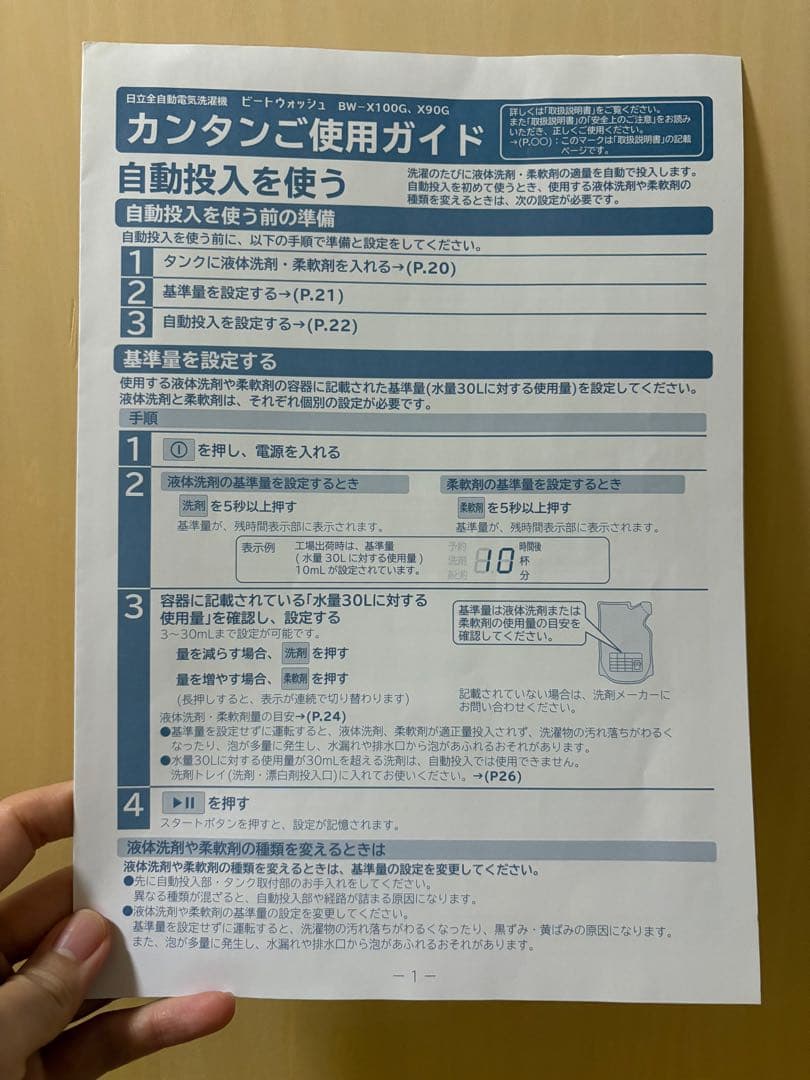 日立全自動電気洗濯機 ビートウォッシュ BW-X100G、X90G
カンタンご使用ガイド
詳しくは「取扱説明書」をご覧ください。
また「取扱説明書」の「安全上のご注意」をお読み
いただき、正しくご使用ください。
→(P.○○)：このマークは「取扱説明書」の記載
ページです。
自動投入を使う
洗濯のたびに液体洗剤・柔軟剤の適量を自動で投入します。
自動投入を初めて使うとき、使用する液体洗剤や柔軟剤の
種類を変えるときは、次の設定が必要です。
自動投入を使う前の準備
自動投入を使う前に、以下の手順で準備と設定をしてください。
1 タンクに液体洗剤・柔軟剤を入れる→(P.20)
2 基準量を設定する→(P.21)
3 自動投入を設定する→(P.22)
基準量を設定する
使用する液体洗剤や柔軟剤の容器に記載された基準量(水量30Lに対する使用量)を設定してください。
液体洗剤と柔軟剤は、それぞれ個別の設定が必要です。
手順
1 を押し、電源を入れる
2 液体洗剤の基準量を設定するとき
洗剤 を5秒以上押す
基準量が、残時間表示部に表示されます。
柔軟剤の基準量を設定するとき
柔軟剤 を5秒以上押す
基準量が、残時間表示部に表示されます。
表示例
工場出荷時は、基準量
(水量30Lに対する使用量)
10mLが設定されています。
予約 時間後
洗剤 10 杯
残り約 分
3 容器に記載されている「水量30Lに対する
使用量」を確認し、設定する
3～30mLまで設定が可能です。
量を減らす場合、 洗剤 を押す
量を増やす場合、 柔軟剤 を押す
(長押しすると、表示が連続で切り替わります)
基準量は液体洗剤または
柔軟剤の使用量の目安を
確認してください。
記載されていない場合は、洗剤メーカーに
お問い合わせください。
液体洗剤・柔軟剤量の目安→(P.24)
●基準量を設定せずに運転すると、液体洗剤、柔軟剤が適正量投入されず、洗濯物の汚れ落ちがわるく
なったり、泡が多量に発生し、水漏れや排水口から泡があふれるおそれがあります。
●水量30Lに対する使用量が30mLを超える洗剤は、自動投入では使用できません。
洗剤トレイ(洗剤・漂白剤投入口)に入れてお使いください。→(P26)
4 を押す
スタートボタンを押すと、設定が記憶されます。
液体洗剤や柔軟剤の種類を変えるときは
液体洗剤や柔軟剤の種類を変えるときは、基準量の設定を変更してください。
●先に自動投入部・タンク取付部のお手入れをしてください。
異なる種類が混ざると、自動投入部や経路が詰まる原因になります。
●液体洗剤や柔軟剤の基準量の設定を変更してください。
基準量を設定せずに運転すると、洗濯物の汚れ落ちがわるくなったり、黒ずみ・黄ばみの原因になります。
また、泡が多量に発生し、水漏れや排水口から泡があふれるおそれがあります。
－1－